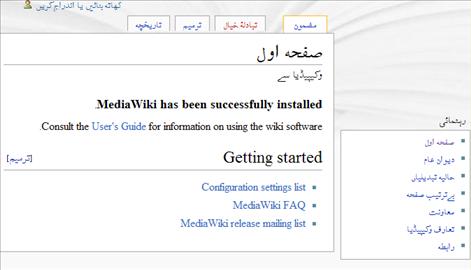 کھاتہ بنائیں یا اندراج کریں
مضمون
تبادلۂ خیال
ترمیم
تاریخچہ
صفحہ اول
وکیپیڈیا سے
MediaWiki has been successfully installed.
Consult the User's Guide for information on using the wiki software.
Getting started [ترمیم]
Configuration settings list
MediaWiki FAQ
MediaWiki release mailing list
رہنمائی
صفحہ اول
دیوان عام
حالیہ تبدیلیاں
بےترتیب صفحہ
معاونت
تعارف وکیپیڈیا
رابطہ